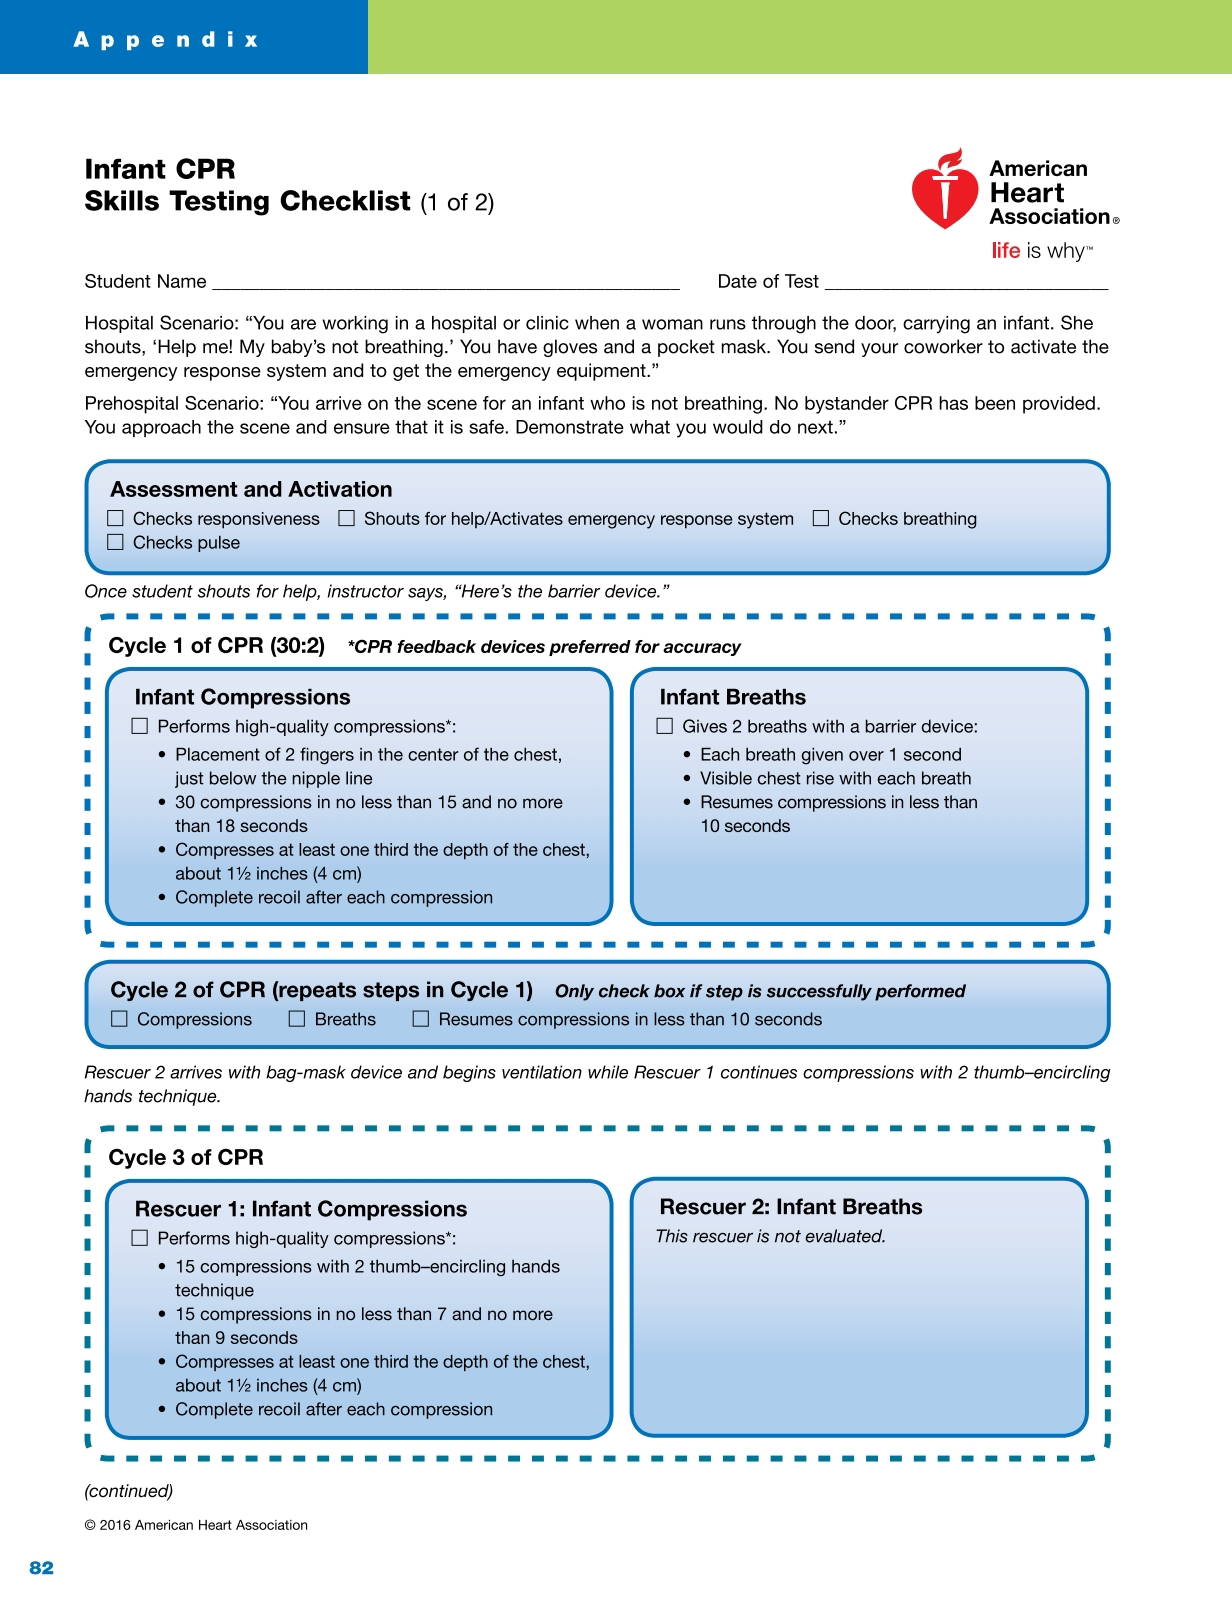 Appendix
Infant CPR
Skills Testing Checklist (1 of 2)
American
Heart
Association®
life is why™
Student Name
Date of Test
Hospital Scenario: “You are working in a hospital or clinic when a woman runs through the door, carrying an infant. She
shouts, ‘Help me! My baby’s not breathing.’ You have gloves and a pocket mask. You send your coworker to activate the
emergency response system and to get the emergency equipment.”
Prehospital Scenario: “You arrive on the scene for an infant who is not breathing. No bystander CPR has been provided.
You approach the scene and ensure that it is safe. Demonstrate what you would do next.”
Assessment and Activation
☐ Checks responsiveness ☐ Shouts for help/Activates emergency response system ☐ Checks breathing
☐ Checks pulse
Once student shouts for help, instructor says, “Here’s the barrier device.”
Cycle 1 of CPR (30:2) *CPR feedback devices preferred for accuracy
Infant Compressions
☐ Performs high-quality compressions*:
• Placement of 2 fingers in the center of the chest,
just below the nipple line
• 30 compressions in no less than 15 and no more
than 18 seconds
• Compresses at least one third the depth of the chest,
about 1½ inches (4 cm)
• Complete recoil after each compression
Infant Breaths
☐ Gives 2 breaths with a barrier device:
• Each breath given over 1 second
• Visible chest rise with each breath
• Resumes compressions in less than
10 seconds
Cycle 2 of CPR (repeats steps in Cycle 1) Only check box if step is successfully performed
☐ Compressions ☐ Breaths ☐ Resumes compressions in less than 10 seconds
Rescuer 2 arrives with bag-mask device and begins ventilation while Rescuer 1 continues compressions with 2 thumb–encircling
hands technique.
Cycle 3 of CPR
Rescuer 1: Infant Compressions
☐ Performs high-quality compressions*:
• 15 compressions with 2 thumb–encircling hands
technique
• 15 compressions in no less than 7 and no more
than 9 seconds
• Compresses at least one third the depth of the chest,
about 1½ inches (4 cm)
• Complete recoil after each compression
Rescuer 2: Infant Breaths
This rescuer is not evaluated.
(continued)
© 2016 American Heart Association
82